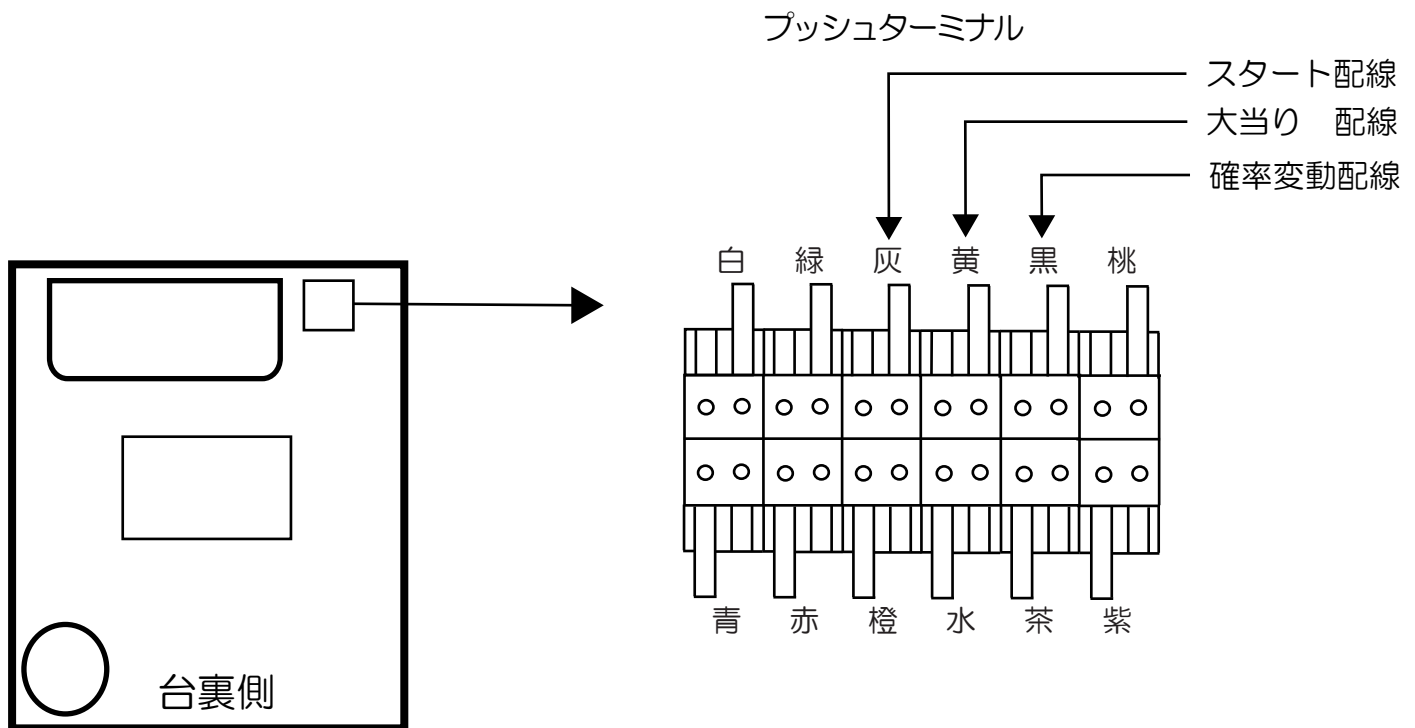 プッシュターミナル
スタート配線
大当り　配線
確率変動配線
白 緑 灰 黄 黒 桃
青 赤 橙 水 茶 紫
台裏側